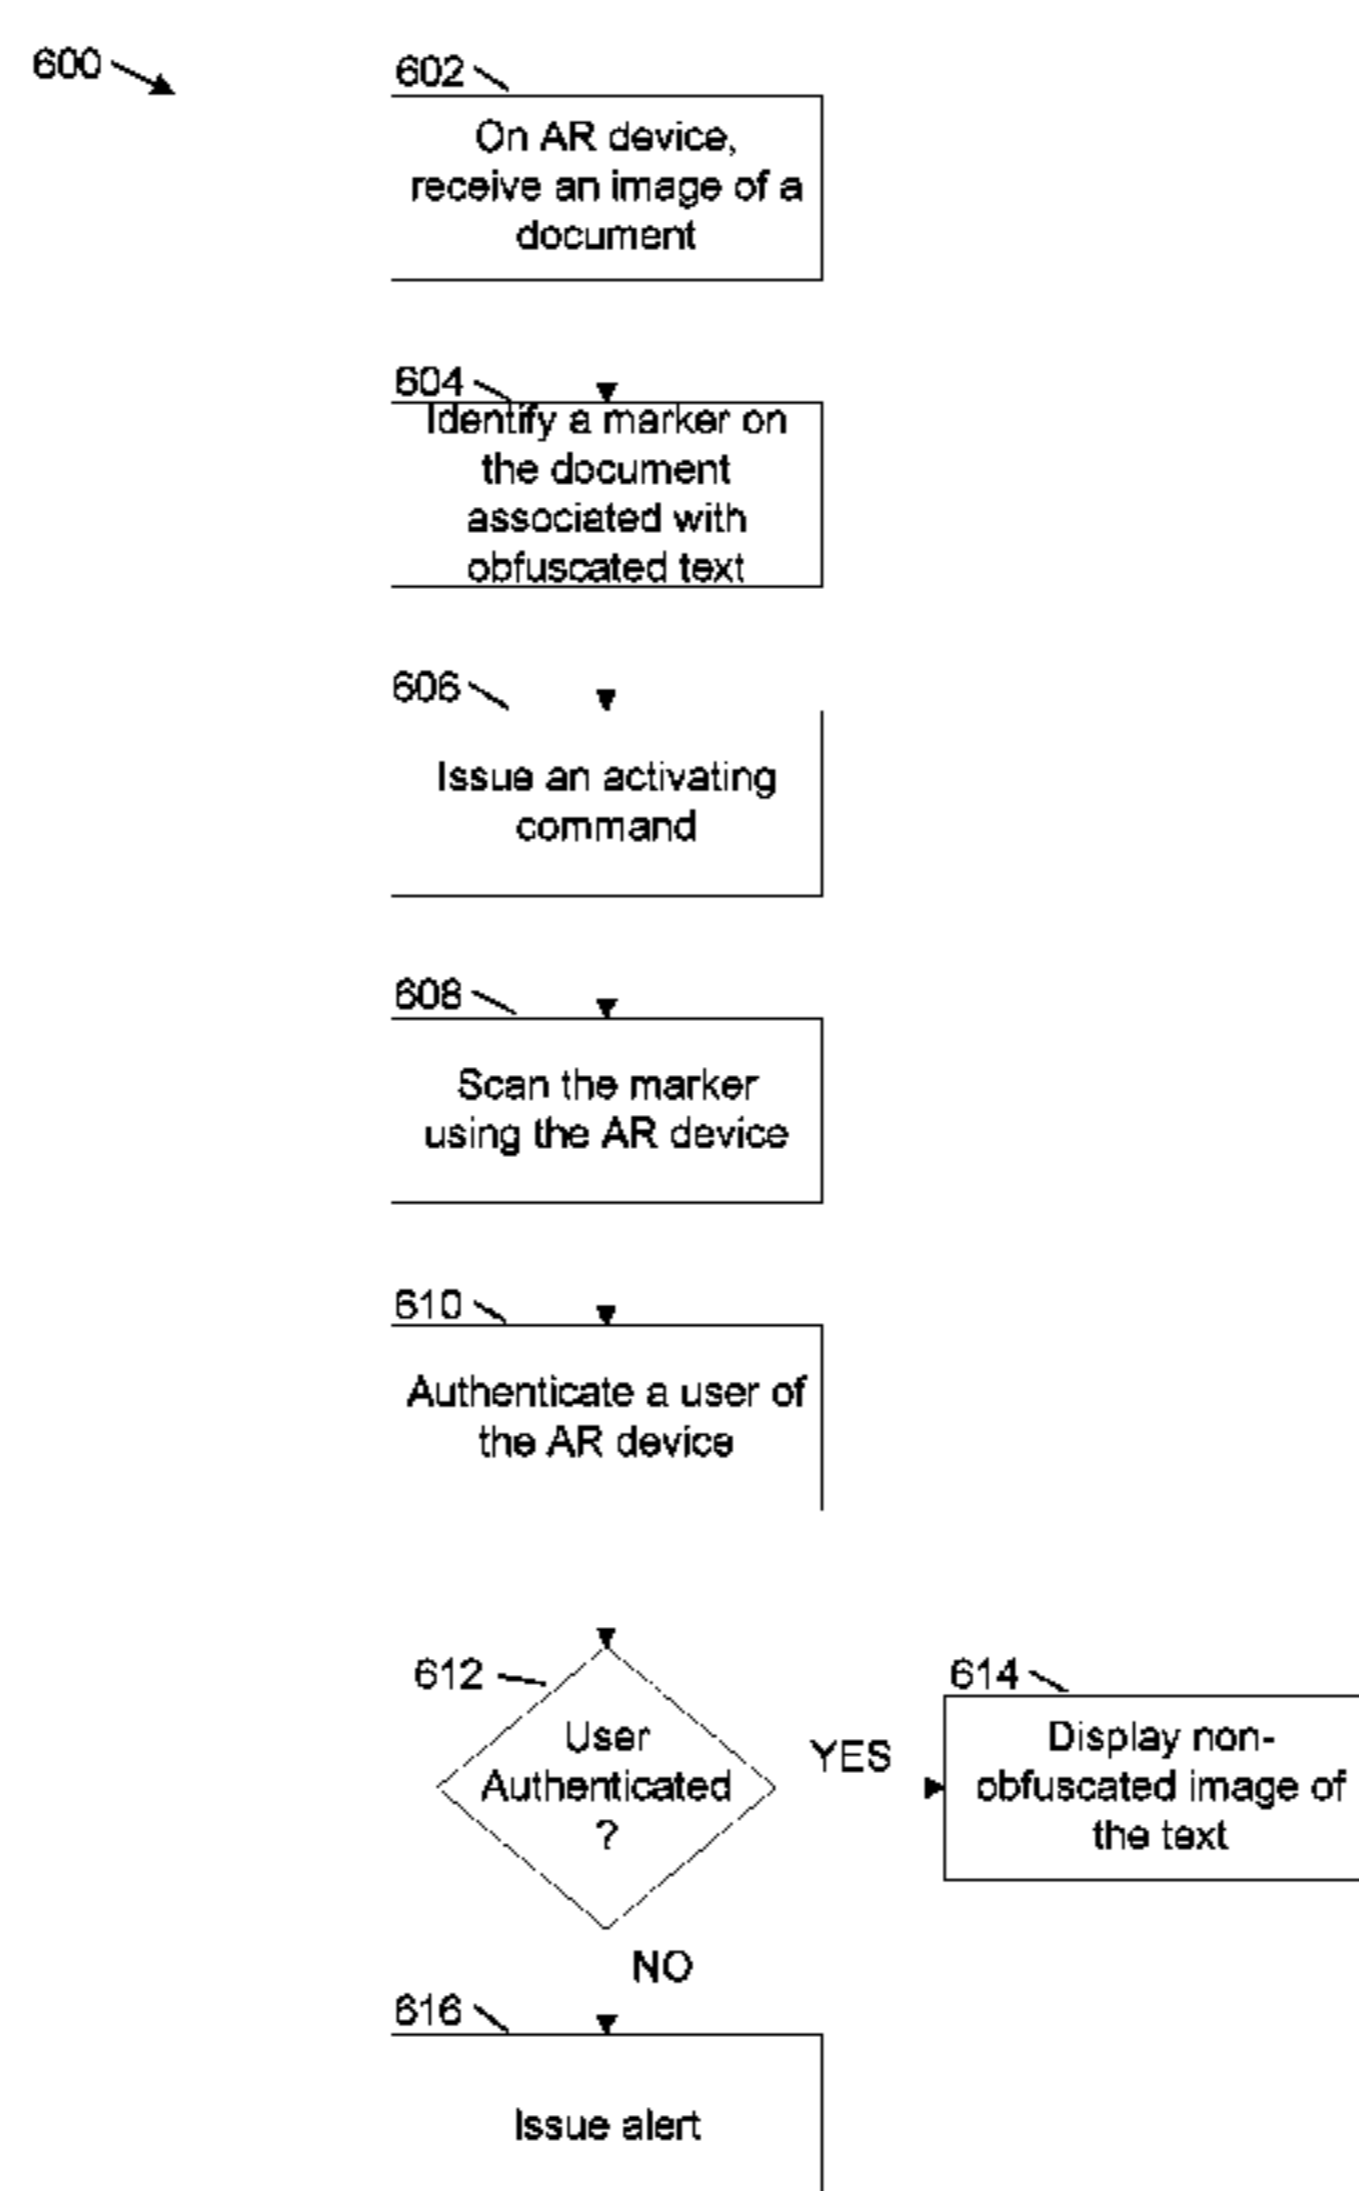 600
602
On AR device,
receive an image of a
document
604
Identify a marker on
the document
associated with
obfuscated text
606
Issue an activating
command
608
Scan the marker
using the AR device
610
Authenticate a user of
the AR device
612
User
Authenticated
?
YES
614
Display non-
obfuscated image of
the text
NO
616
Issue alert